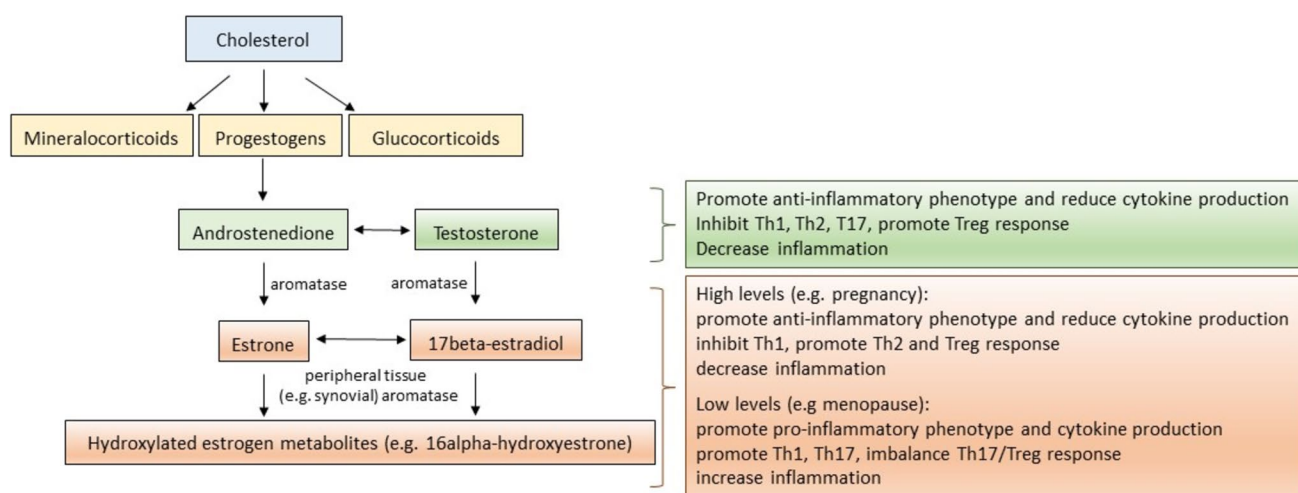 Cholesterol
Mineralocorticoids
Progestogens
Glucocorticoids
Androstenedione
Testosterone
Promote anti-inflammatory phenotype and reduce cytokine production
Inhibit Th1, Th2, T17, promote Treg response
Decrease inflammation
aromatase
aromatase
Estrone
17beta-estradiol
peripheral tissue
(e.g. synovial) aromatase
Hydroxylated estrogen metabolites (e.g. 16alpha-hydroxyestrone)
High levels (e.g. pregnancy):
promote anti-inflammatory phenotype and reduce cytokine production
inhibit Th1, promote Th2 and Treg response
decrease inflammation
Low levels (e.g menopause):
promote pro-inflammatory phenotype and cytokine production
promote Th1, Th17, imbalance Th17/Treg response
increase inflammation